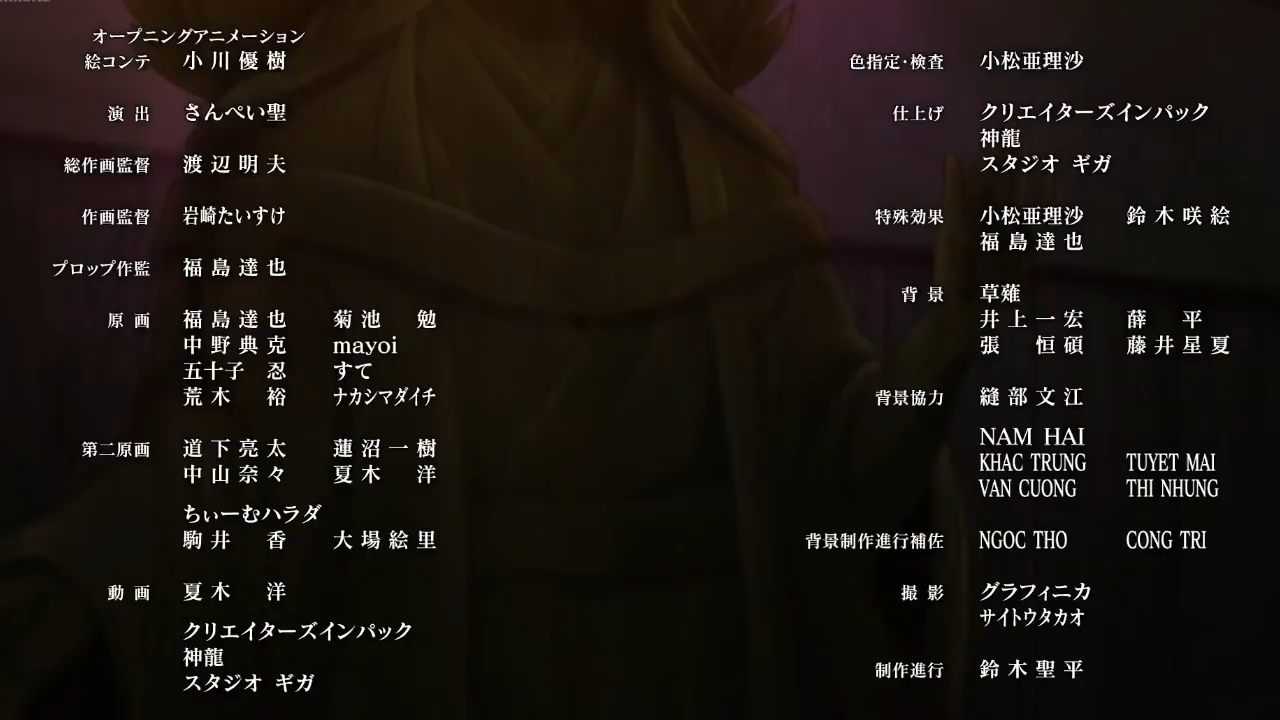 オープニングアニメーション
絵コンテ 小川優樹
演出 さんぺい聖
総作画監督 渡辺明夫
作画監督 岩崎たいすけ
プロップ作監 福島達也
原画 福島達也 菊池 勉
中野典克 mayoi
五十子 忍 すて
荒木 裕 ナカシマダイチ
第二原画 道下亮太 蓮沼一樹
中山奈々 夏木 洋
ちぃーむハラダ
駒井 香 大場絵里
動画 夏木 洋
クリエイターズインパック
神龍
スタジオ ギガ
色指定・検査 小松亜理沙
仕上げ クリエイターズインパック
神龍
スタジオ ギガ
特殊効果 小松亜理沙 鈴木咲絵
福島達也
背景 草薙
井上一宏 薛 平
張 恒碩 藤井星夏
背景協力 縫部文江
NAM HAI
KHAC TRUNG TUYET MAI
VAN CUONG THI NHUNG
背景制作進行補佐 NGOC THO CONG TRI
撮影 グラフィニカ
サイトウタカオ
制作進行 鈴木聖平